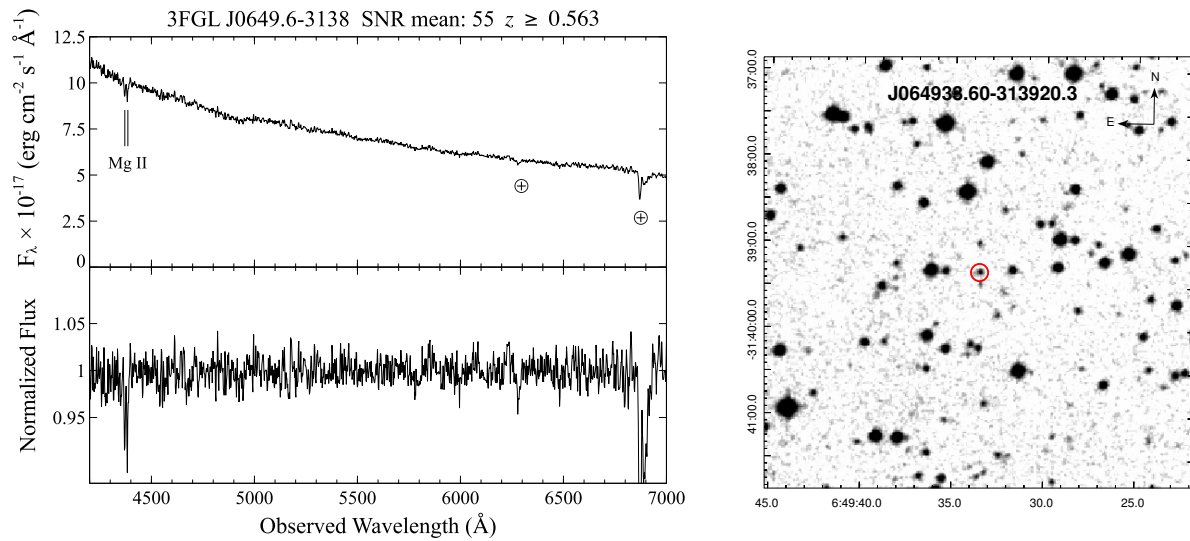 3FGL J0649.6-3138 SNR mean: 55 z ≥ 0.563
12.5
10
7.5
5
2.5
0
Fλ × 10⁻¹⁷ (erg cm⁻² s⁻¹ Å⁻¹)
Mg II
1.05
1
0.95
Normalized Flux
4500 5000 5500 6000 6500 7000
Observed Wavelength (Å)
J064933.60-313920.3
N
E
37:00.0
38:00.0
39:00.0
-31:40:00.0
41:00.0
45.0 6:49:40.0 35.0 30.0 25.0